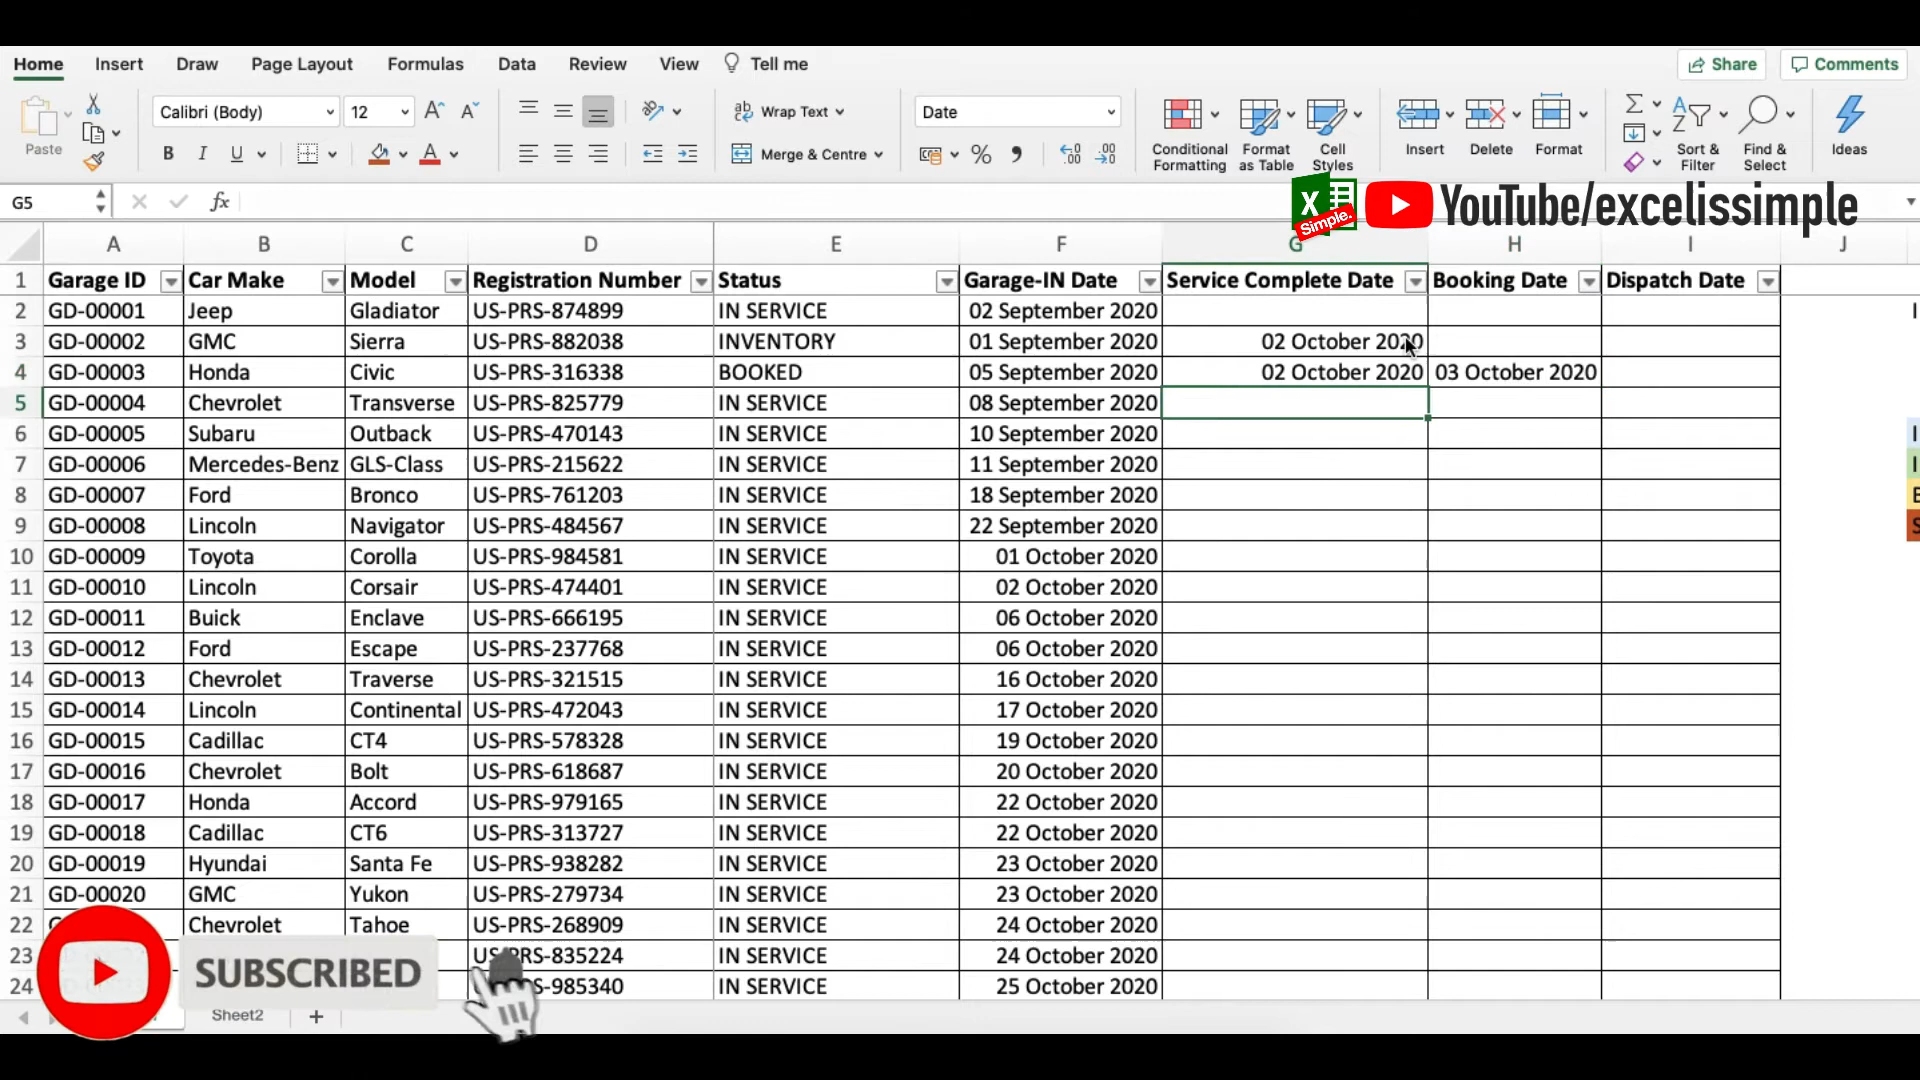 Home Insert Draw Page Layout Formulas Data Review View Tell me Share Comments
Calibri (Body) 12 Wrap Text Date
Paste B I U Merge & Centre Conditional Formatting Format as Table Cell Styles Insert Delete Format Sort & Filter Find & Select Ideas
G5 fx X Simple. YouTube/excelissimple
A B C D E F G H I J
1 Garage ID Car Make Model Registration Number Status Garage-IN Date Service Complete Date Booking Date Dispatch Date
2 GD-00001 Jeep Gladiator US-PRS-874899 IN SERVICE 02 September 2020
3 GD-00002 GMC Sierra US-PRS-882038 INVENTORY 01 September 2020 02 October 2020
4 GD-00003 Honda Civic US-PRS-316338 BOOKED 05 September 2020 02 October 2020 03 October 2020
5 GD-00004 Chevrolet Transverse US-PRS-825779 IN SERVICE 08 September 2020
6 GD-00005 Subaru Outback US-PRS-470143 IN SERVICE 10 September 2020
7 GD-00006 Mercedes-Benz GLS-Class US-PRS-215622 IN SERVICE 11 September 2020
8 GD-00007 Ford Bronco US-PRS-761203 IN SERVICE 18 September 2020
9 GD-00008 Lincoln Navigator US-PRS-484567 IN SERVICE 22 September 2020
10 GD-00009 Toyota Corolla US-PRS-984581 IN SERVICE 01 October 2020
11 GD-00010 Lincoln Corsair US-PRS-474401 IN SERVICE 02 October 2020
12 GD-00011 Buick Enclave US-PRS-666195 IN SERVICE 06 October 2020
13 GD-00012 Ford Escape US-PRS-237768 IN SERVICE 06 October 2020
14 GD-00013 Chevrolet Traverse US-PRS-321515 IN SERVICE 16 October 2020
15 GD-00014 Lincoln Continental US-PRS-472043 IN SERVICE 17 October 2020
16 GD-00015 Cadillac CT4 US-PRS-578328 IN SERVICE 19 October 2020
17 GD-00016 Chevrolet Bolt US-PRS-618687 IN SERVICE 20 October 2020
18 GD-00017 Honda Accord US-PRS-979165 IN SERVICE 22 October 2020
19 GD-00018 Cadillac CT6 US-PRS-313727 IN SERVICE 22 October 2020
20 GD-00019 Hyundai Santa Fe US-PRS-938282 IN SERVICE 23 October 2020
21 GD-00020 GMC Yukon US-PRS-279734 IN SERVICE 23 October 2020
22 Chevrolet Tahoe US-PRS-268909 IN SERVICE 24 October 2020
23 PRS-835224 IN SERVICE 24 October 2020
24 S-985340 IN SERVICE 25 October 2020
SUBSCRIBED
Sheet2